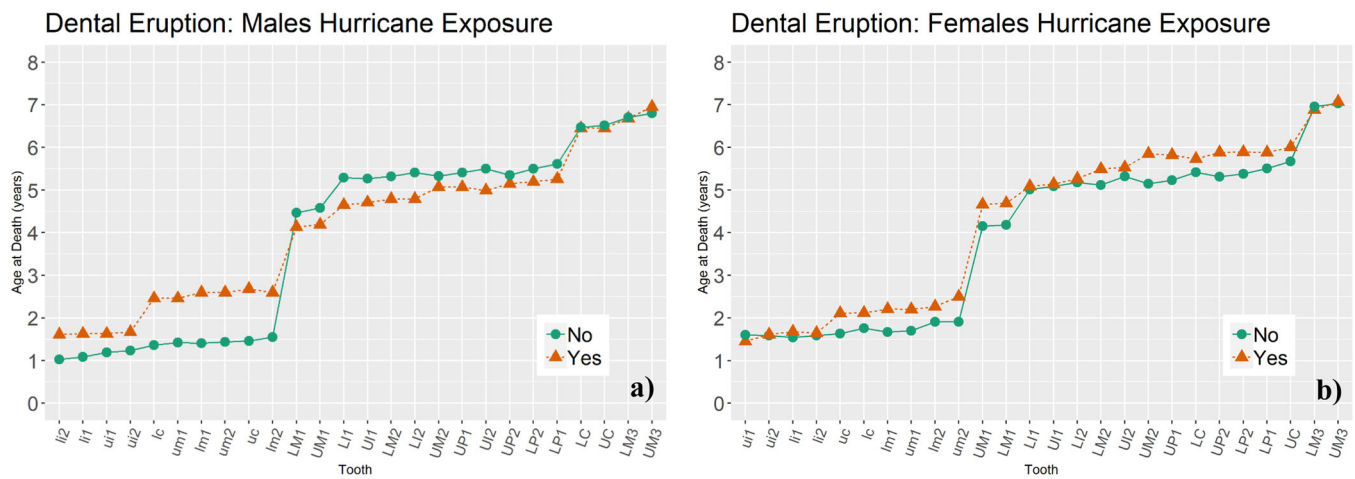 Dental Eruption: Males Hurricane Exposure
8
7
6
5
4
3
2
1
0
Age at Death (years)
No
Yes
a)
li2 li1 ui1 ui2 lc um1 lm1 um2 uc lm2 LM1 UM1 LI1 UI1 LM2 LI2 UM2 UP1 UI2 UP2 LP2 LP1 LC UC LM3 UM3
Tooth
Dental Eruption: Females Hurricane Exposure
8
7
6
5
4
3
2
1
0
Age at Death (years)
No
Yes
b)
ui1 ui2 li1 li2 uc lc lm1 um1 lm2 um2 UM1 LM1 LI1 UI1 LI2 LM2 UI2 UM2 UP1 LC UP2 LP2 LP1 UC LM3 UM3
Tooth